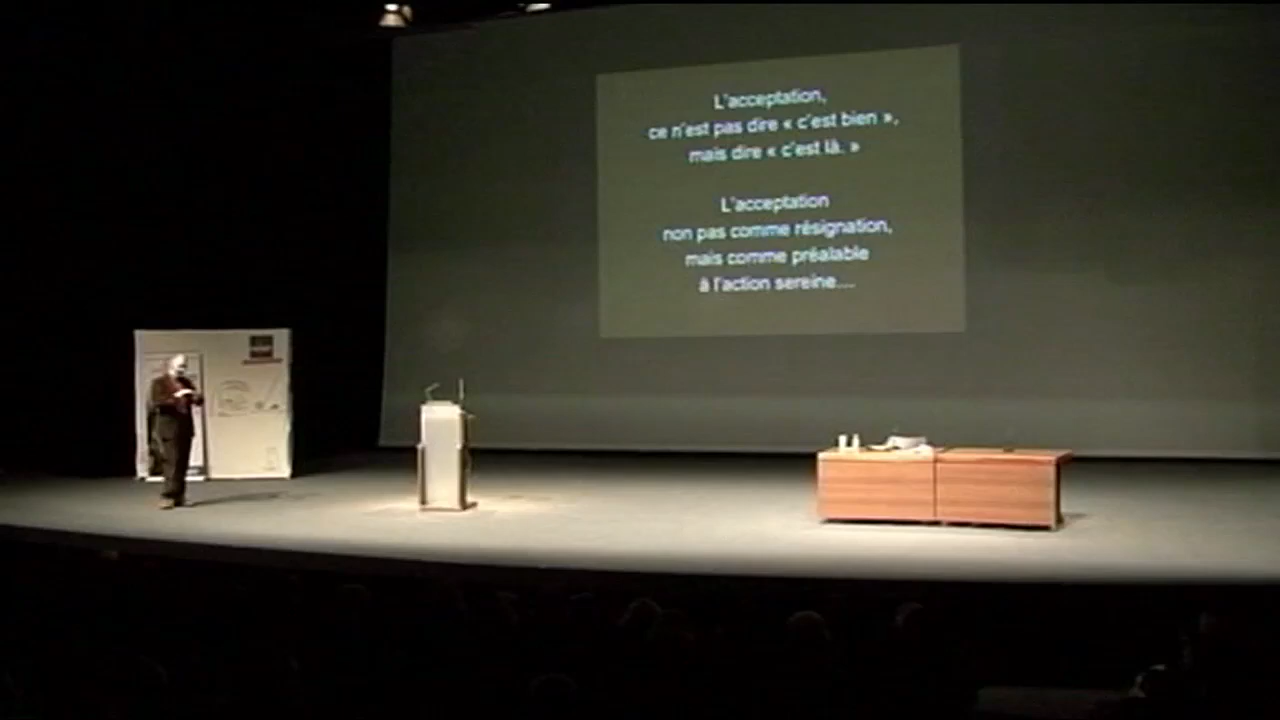 L'acceptation,
ce n'est pas dire « c'est bien »,
mais dire « c'est là. »
L'acceptation
non pas comme résignation,
mais comme préalable
à l'action sereine...